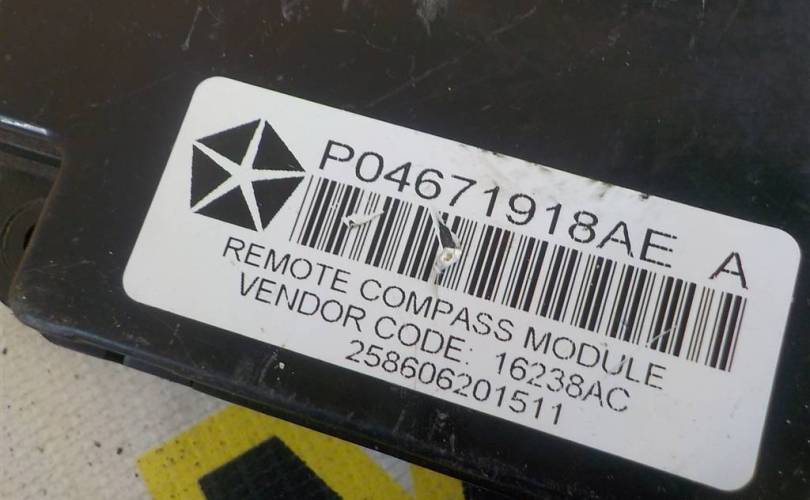 P04671918AE A
REMOTE COMPASS MODULE
VENDOR CODE: 16238AC
258606201511